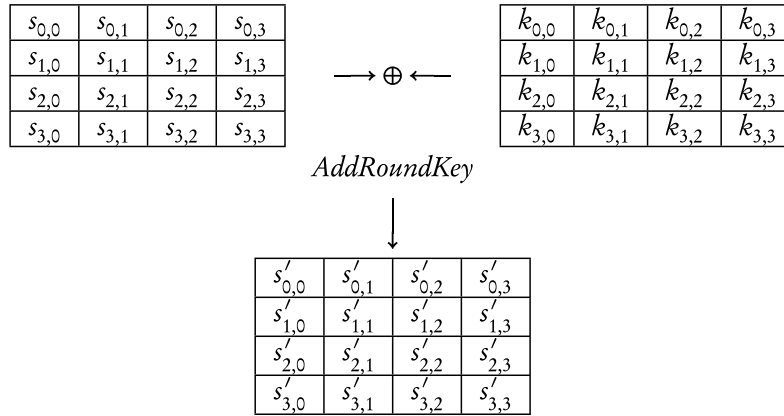 s0,0 s0,1 s0,2 s0,3 k0,0 k0,1 k0,2 k0,3
s1,0 s1,1 s1,2 s1,3 ⊕ k1,0 k1,1 k1,2 k1,3
s2,0 s2,1 s2,2 s2,3 k2,0 k2,1 k2,2 k2,3
s3,0 s3,1 s3,2 s3,3 k3,0 k3,1 k3,2 k3,3
AddRoundKey
s′0,0 s′0,1 s′0,2 s′0,3
s′1,0 s′1,1 s′1,2 s′1,3
s′2,0 s′2,1 s′2,2 s′2,3
s′3,0 s′3,1 s′3,2 s′3,3